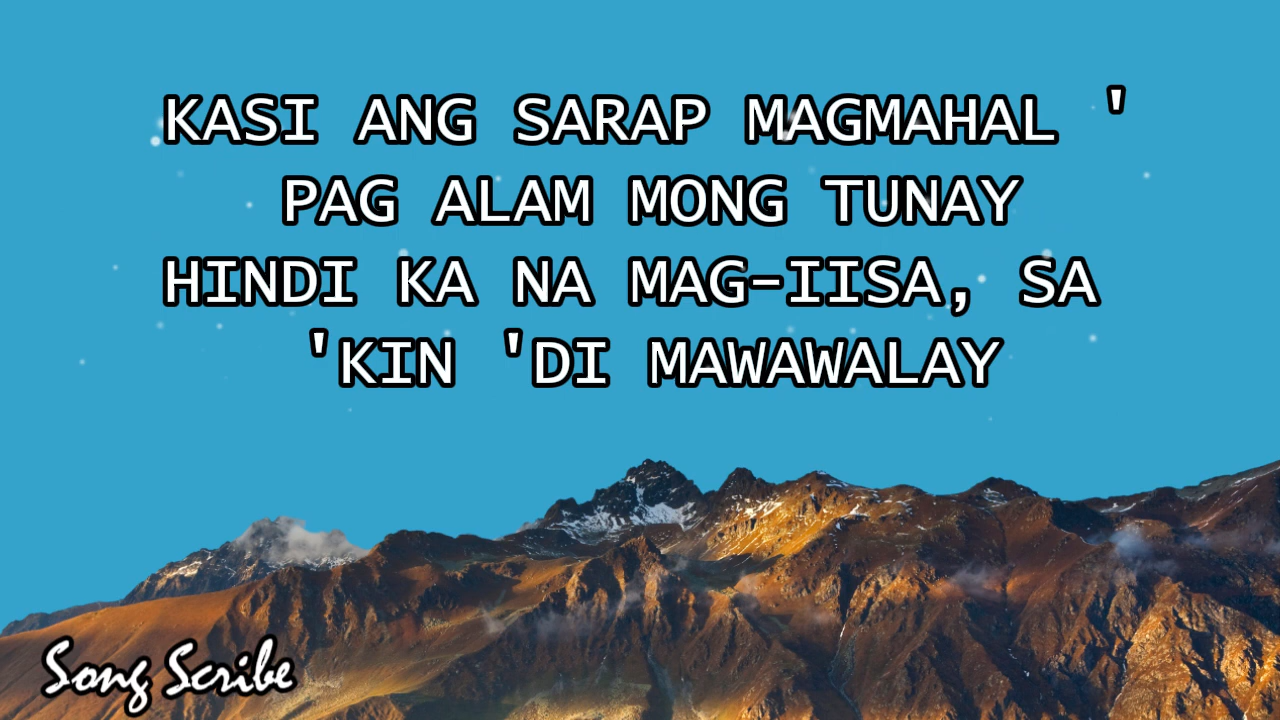 KASI ANG SARAP MAGMAHAL '
PAG ALAM MONG TUNAY
HINDI KA NA MAG-IISA, SA
'KIN 'DI MAWAWALAY
Song Scribe